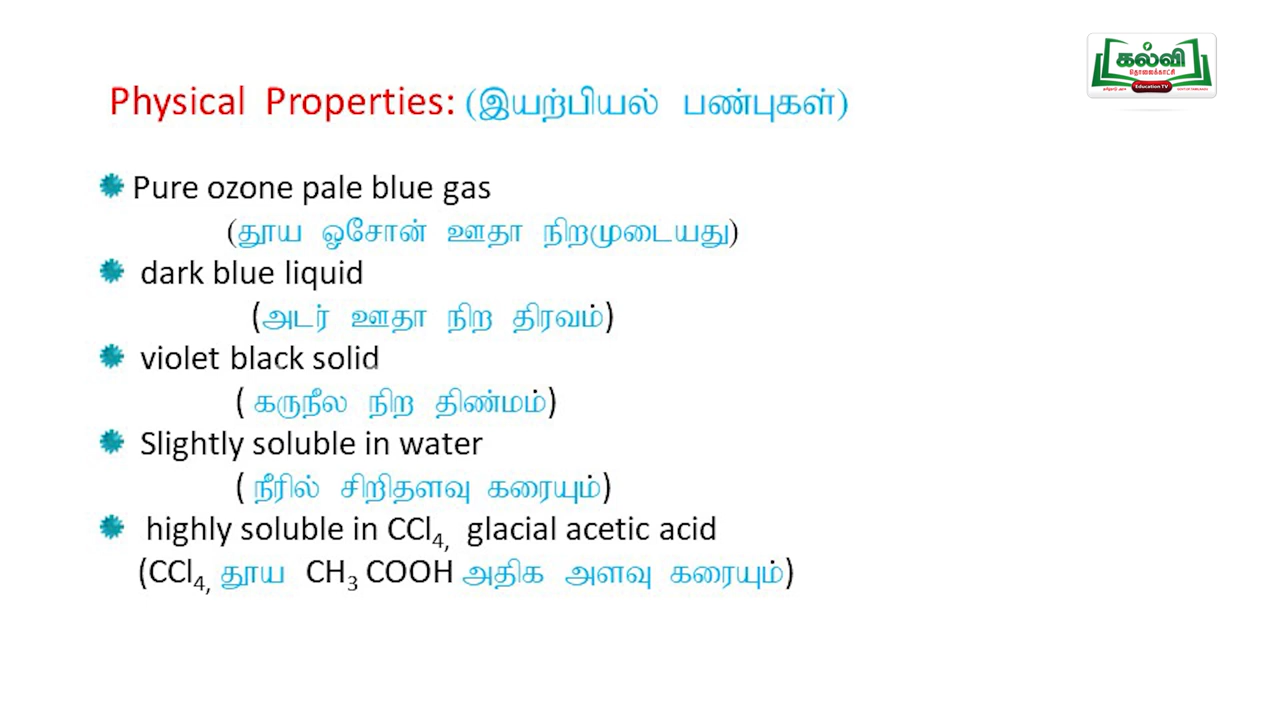 கல்வி
தொலைக்காட்சி
Education TV
Physical Properties: (இயற்பியல் பண்புகள்)
Pure ozone pale blue gas
(தூய ஓசோன் ஊதா நிறமுடையது)
dark blue liquid
(அடர் ஊதா நிற திரவம்)
violet black solid
( கருநீல நிற திண்மம்)
Slightly soluble in water
( நீரில் சிறிதளவு கரையும்)
highly soluble in CCl₄, glacial acetic acid
(CCl₄, தூய CH₃ COOH அதிக அளவு கரையும்)